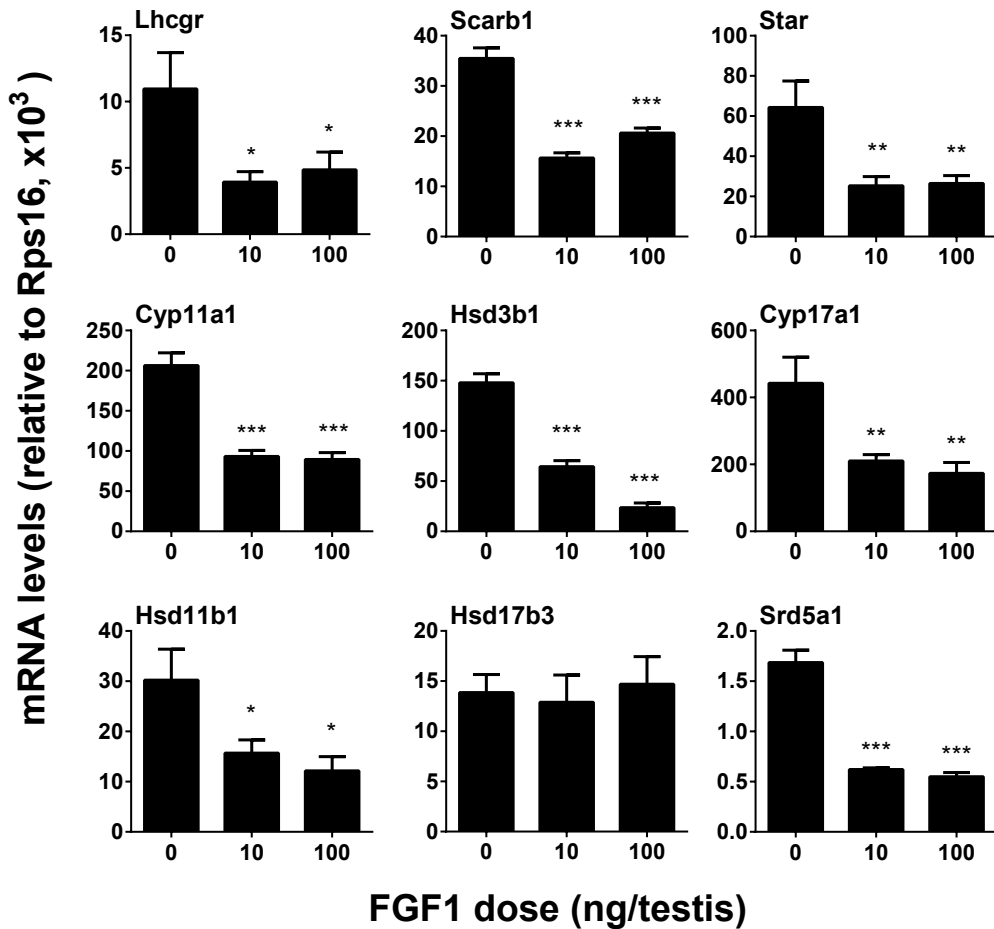 mRNA levels (relative to Rps16, x10³ )
Lhcgr
15
10
5
0
* *
0 10 100
Scarb1
40
30
20
10
0
*** ***
0 10 100
Star
100
80
60
40
20
0
** **
0 10 100
Cyp11a1
250
200
150
100
50
0
*** ***
0 10 100
Hsd3b1
200
150
100
50
0
*** ***
0 10 100
Cyp17a1
600
400
200
0
** **
0 10 100
Hsd11b1
40
30
20
10
0
* *
0 10 100
Hsd17b3
20
15
10
5
0
0 10 100
Srd5a1
2.0
1.5
1.0
0.5
0.0
*** ***
0 10 100
FGF1 dose (ng/testis)